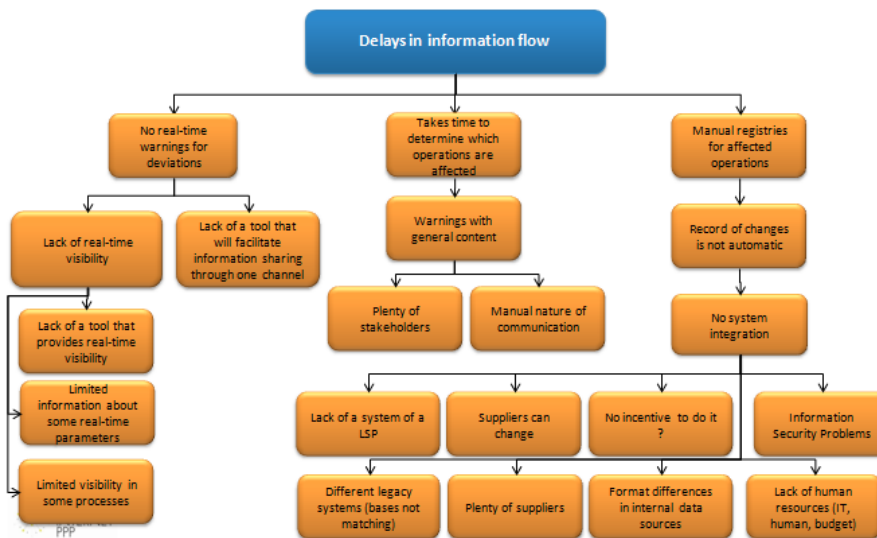 Delays in information flow
No real-time
warnings for
deviations
Takes time to
determine which
operations are
affected
Manual registries
for affected
operations
Lack of real-time
visibility
Lack of a tool that
will facilitate
information sharing
through one channel
Warnings with
general content
Record of changes
is not automatic
Lack of a tool that
provides real-time
visibility
Plenty of
stakeholders
Manual nature of
communication
No system
integration
Limited
information about
some real-time
parameters
Lack of a system of a
LSP
Suppliers can
change
No incentive to do it
?
Information
Security Problems
Limited visibility in
some processes
Different legacy
systems (bases not
matching)
Plenty of suppliers
Format differences
in internal data
sources
Lack of human
resources (IT,
human, budget)
PPP